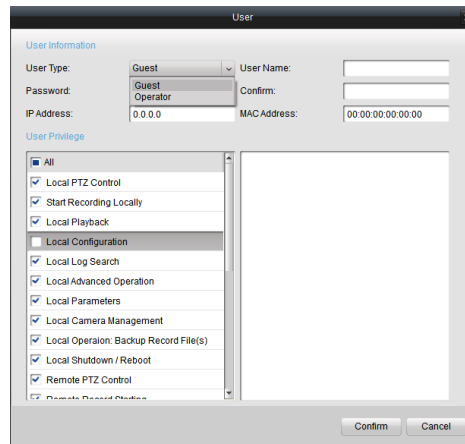 User
User Information
User Type: Guest User Name:
Guest
Operator
Password: Confirm:
IP Address: 0.0.0.0 MAC Address: 00:00:00:00:00:00
User Privilege
All
Local PTZ Control
Start Recording Locally
Local Playback
Local Configuration
Local Log Search
Local Advanced Operation
Local Parameters
Local Camera Management
Local Operaion: Backup Record File(s)
Local Shutdown / Reboot
Remote PTZ Control
Remote Record Starting
Confirm Cancel